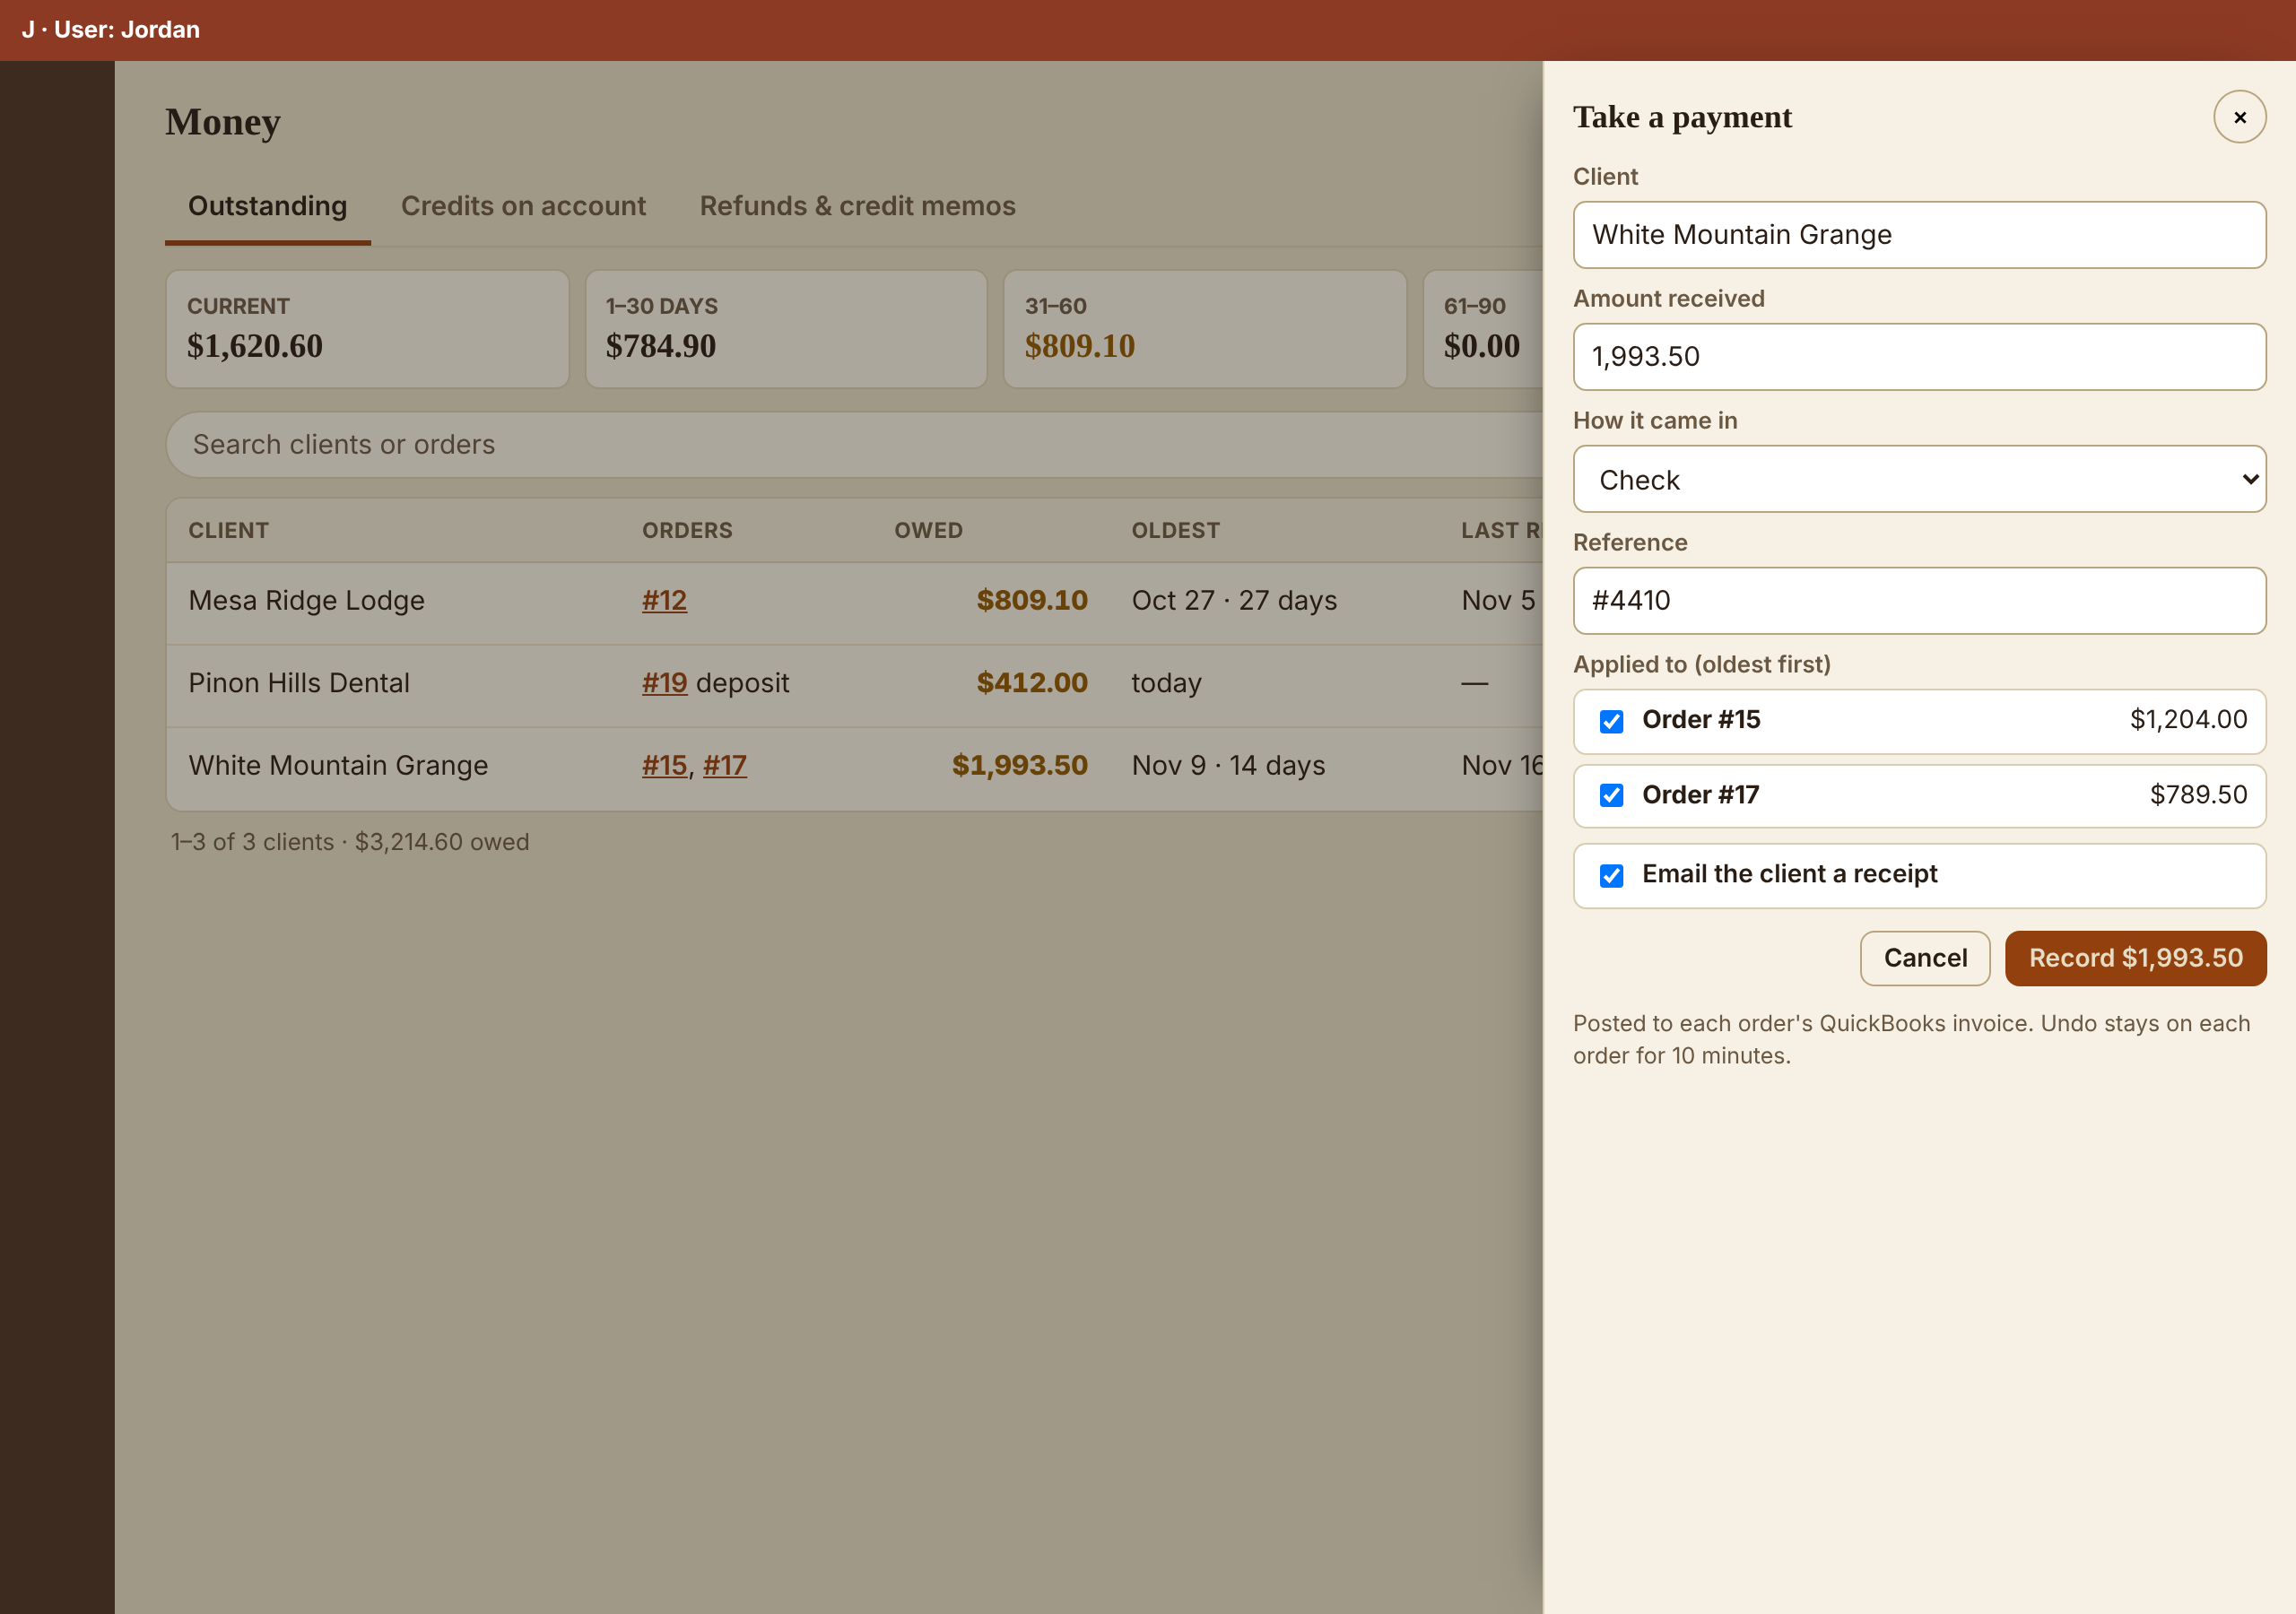 J · User: Jordan
Money
Outstanding Credits on account Refunds & credit memos
CURRENT
$1,620.60
1–30 DAYS
$784.90
31–60
$809.10
61–90
$0.00
Search clients or orders
CLIENT ORDERS OWED OLDEST LAST R
Mesa Ridge Lodge #12 $809.10 Oct 27 · 27 days Nov 5
Pinon Hills Dental #19 deposit $412.00 today —
White Mountain Grange #15, #17 $1,993.50 Nov 9 · 14 days Nov 16
1–3 of 3 clients · $3,214.60 owed
Take a payment
×
Client
White Mountain Grange
Amount received
1,993.50
How it came in
Check
Reference
#4410
Applied to (oldest first)
Order #15 $1,204.00
Order #17 $789.50
Email the client a receipt
Cancel Record $1,993.50
Posted to each order's QuickBooks invoice. Undo stays on each
order for 10 minutes.